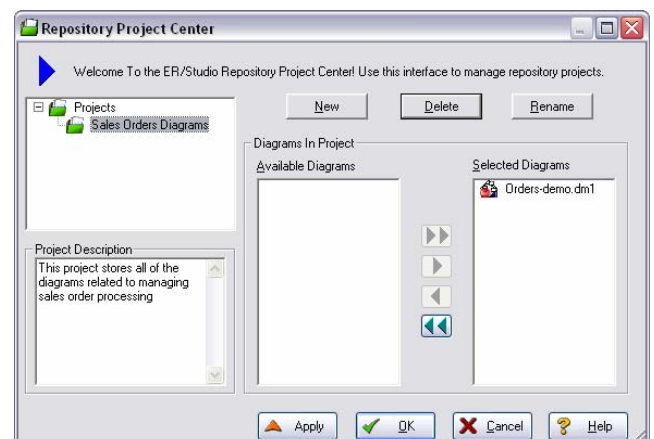 Repository Project Center
Welcome To the ER/Studio Repository Project Center! Use this interface to manage repository projects.
Projects
Sales Orders Diagrams
New
Delete
Rename
Diagrams In Project
Available Diagrams
Selected Diagrams
Orders-demo.dm1
Project Description
This project stores all of the
diagrams related to managing
sales order processing
Apply
OK
Cancel
Help